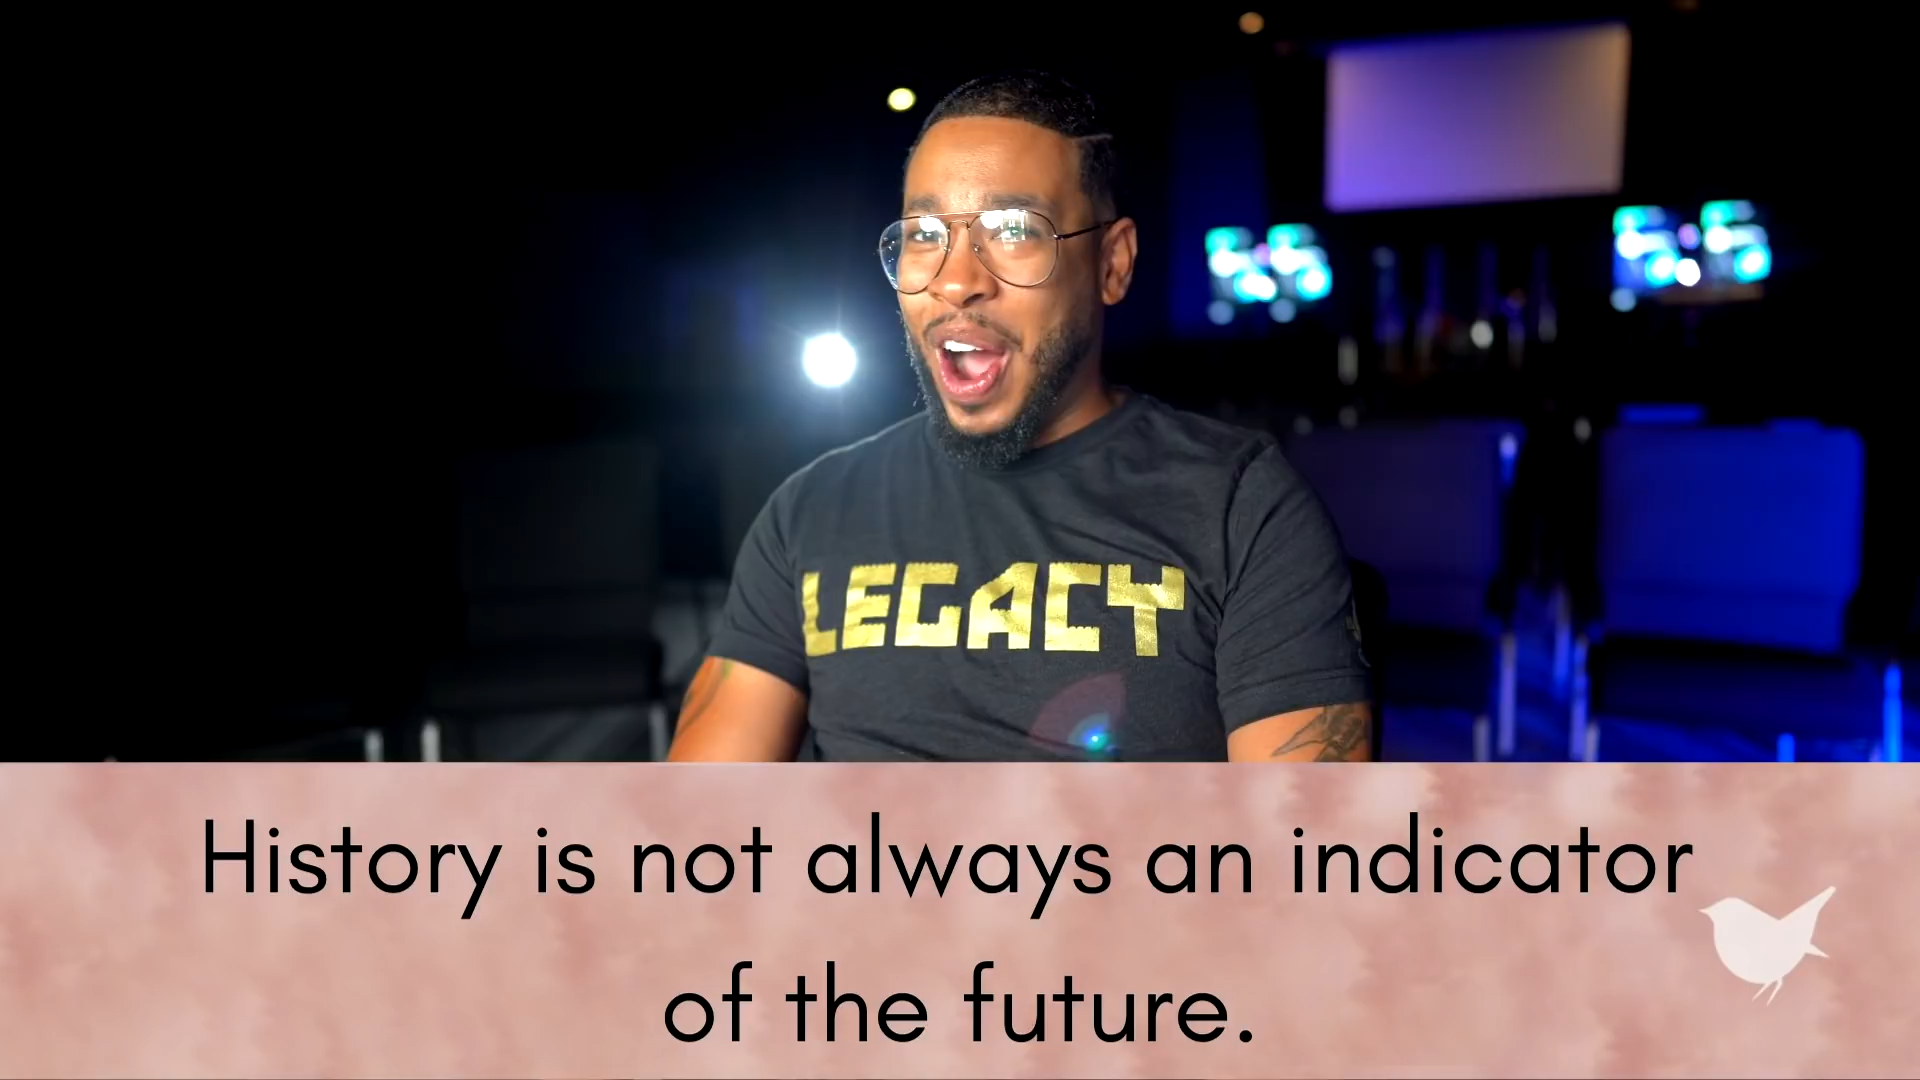 LEGACY
History is not always an indicator
of the future.